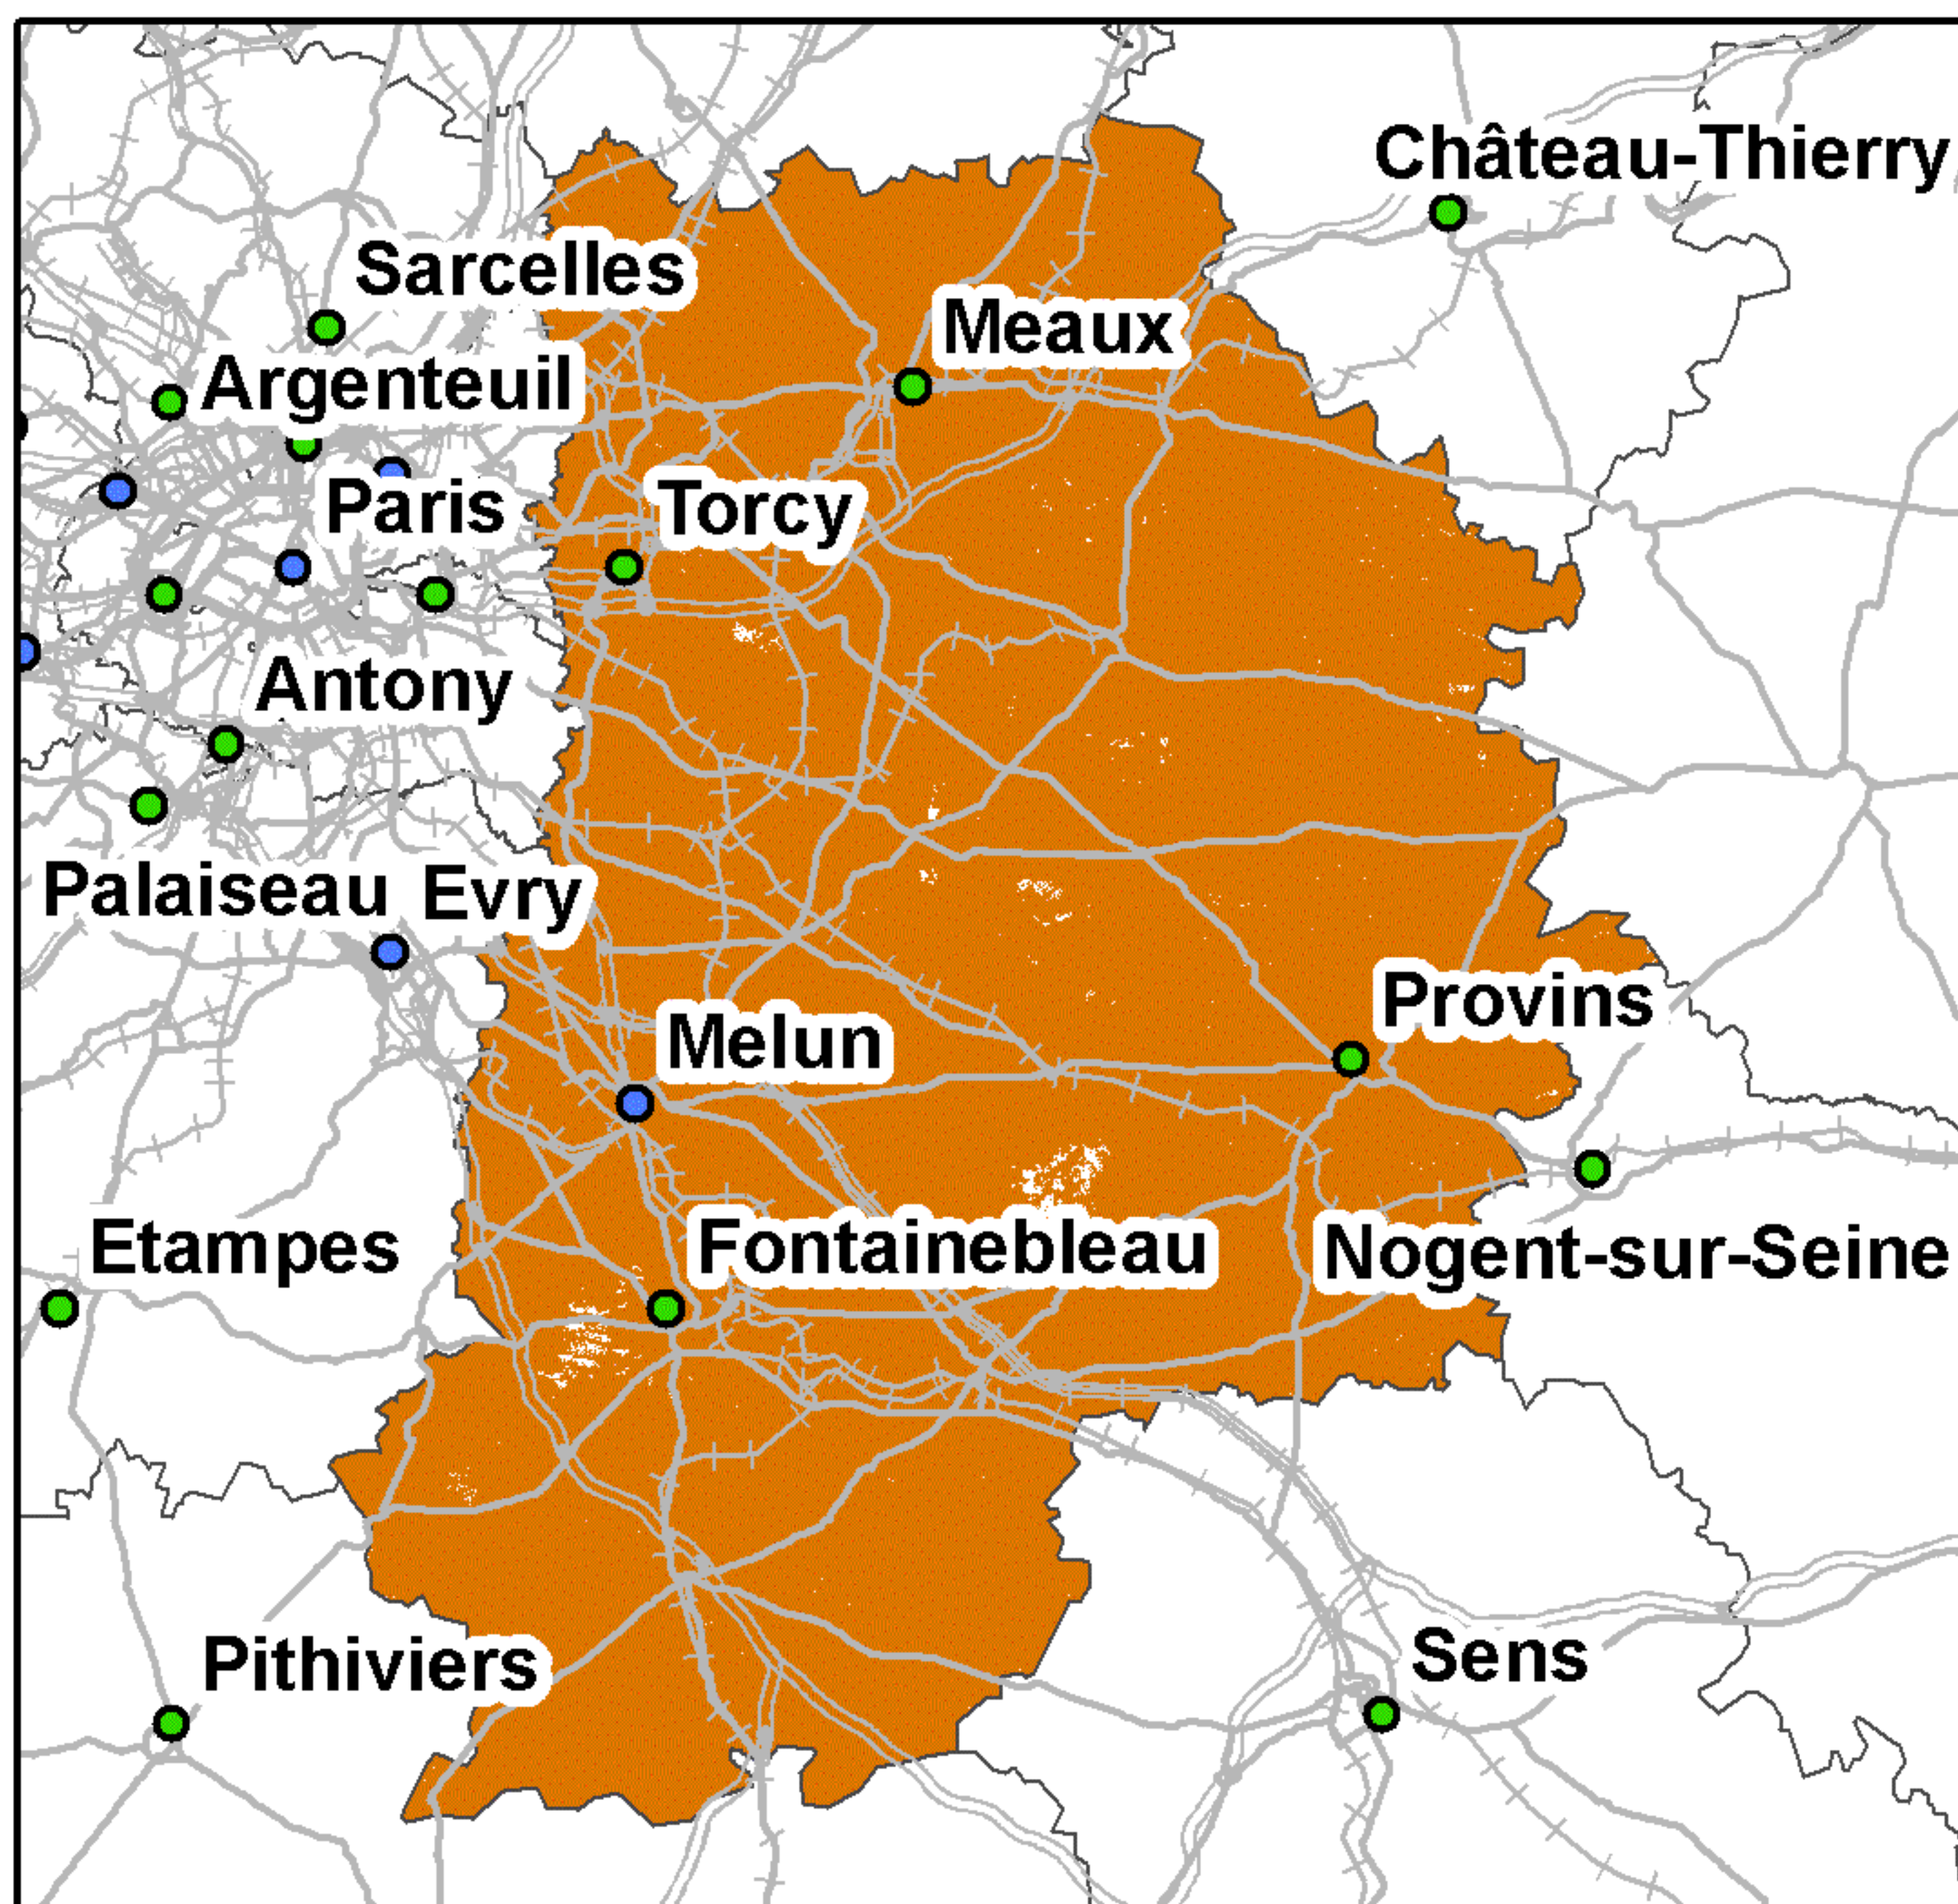 Château-Thierry
Sarcelles
Meaux
Argenteuil
Paris
Torcy
Antony
Palaiseau
Evry
Provins
Melun
Etampes
Fontainebleau
Nogent-sur-Seine
Pithiviers
Sens